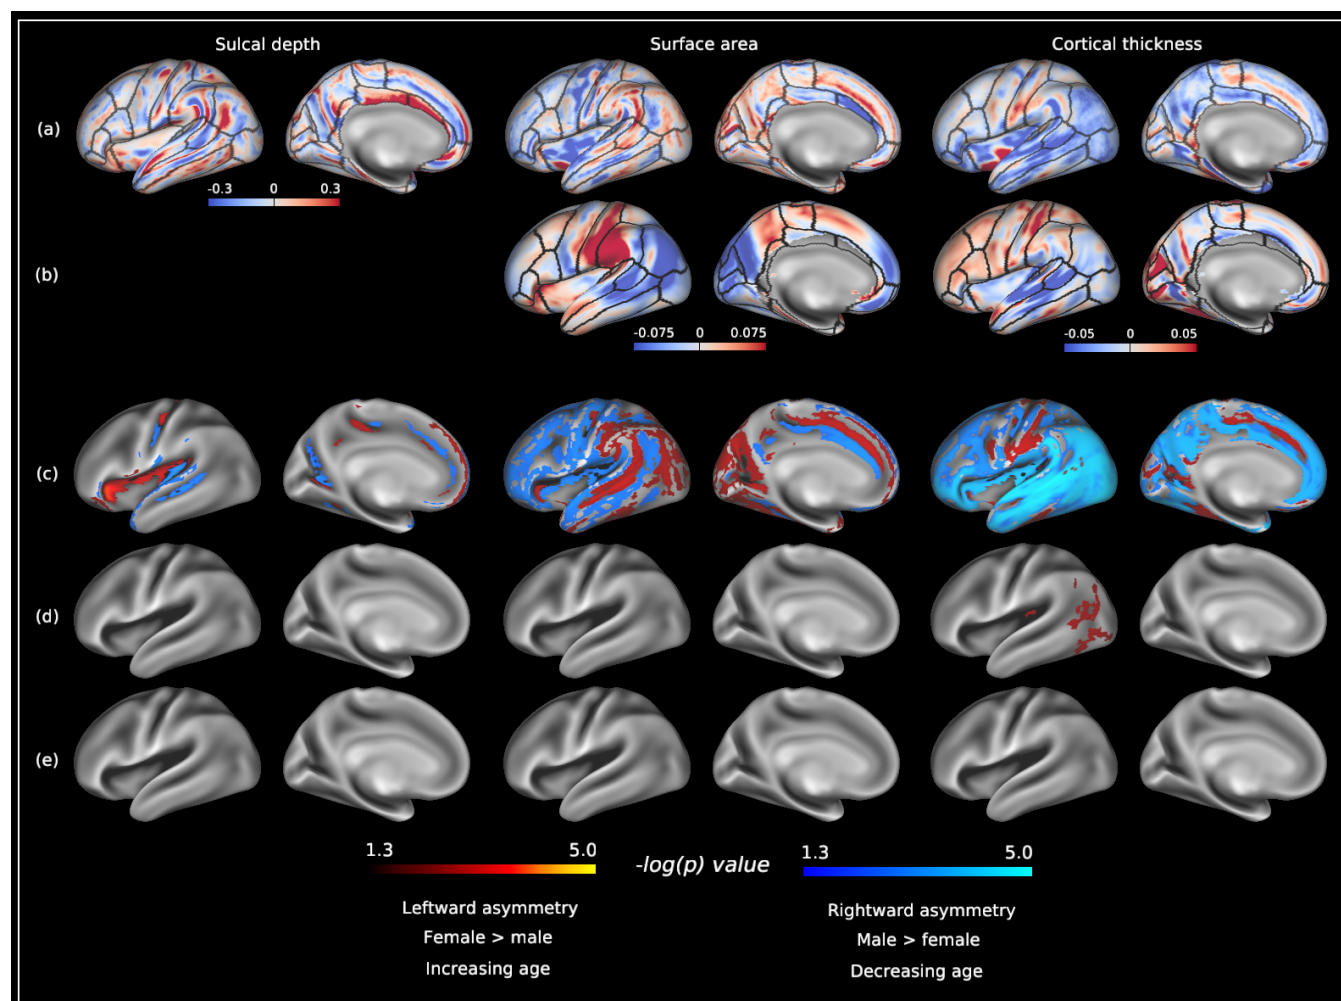 Sulcal depth Surface area Cortical thickness
(a)
-0.3 0 0.3
(b)
-0.075 0 0.075 -0.05 0 0.05
(c)
(d)
(e)
1.3 5.0 -log(p) value 1.3 5.0
Leftward asymmetry Rightward asymmetry
Female > male Male > female
Increasing age Decreasing age